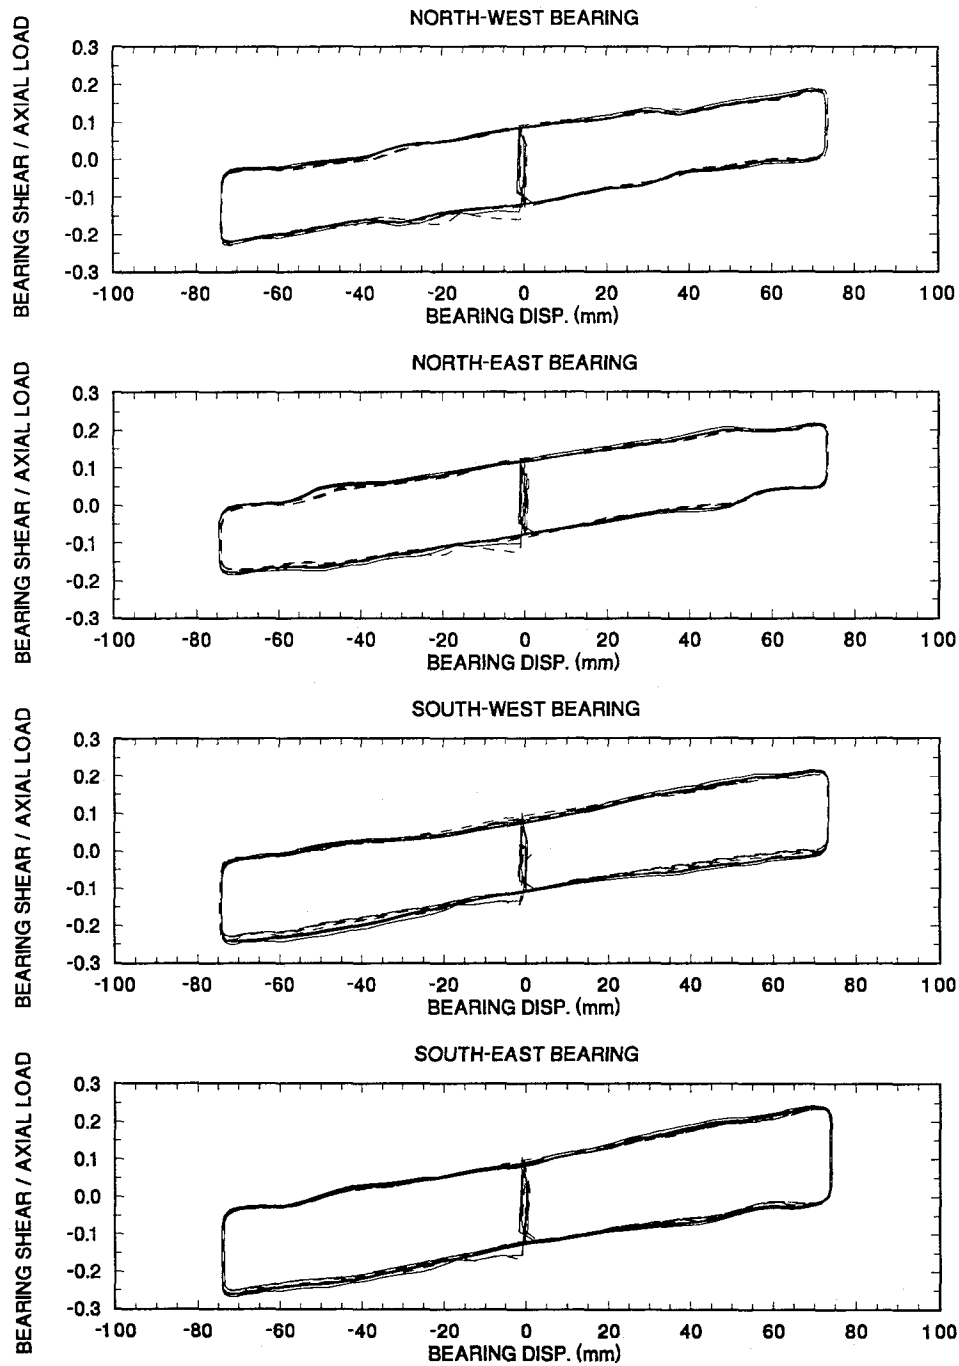 NORTH-WEST BEARING
BEARING SHEAR / AXIAL LOAD
0.3
0.2
0.1
0.0
-0.1
-0.2
-0.3
-100 -80 -60 -40 -20 0 20 40 60 80 100
BEARING DISP. (mm)
NORTH-EAST BEARING
BEARING SHEAR / AXIAL LOAD
0.3
0.2
0.1
0.0
-0.1
-0.2
-0.3
-100 -80 -60 -40 -20 0 20 40 60 80 100
BEARING DISP. (mm)
SOUTH-WEST BEARING
BEARING SHEAR / AXIAL LOAD
0.3
0.2
0.1
0.0
-0.1
-0.2
-0.3
-100 -80 -60 -40 -20 0 20 40 60 80 100
BEARING DISP. (mm)
SOUTH-EAST BEARING
BEARING SHEAR / AXIAL LOAD
0.3
0.2
0.1
0.0
-0.1
-0.2
-0.3
-100 -80 -60 -40 -20 0 20 40 60 80 100
BEARING DISP. (mm)